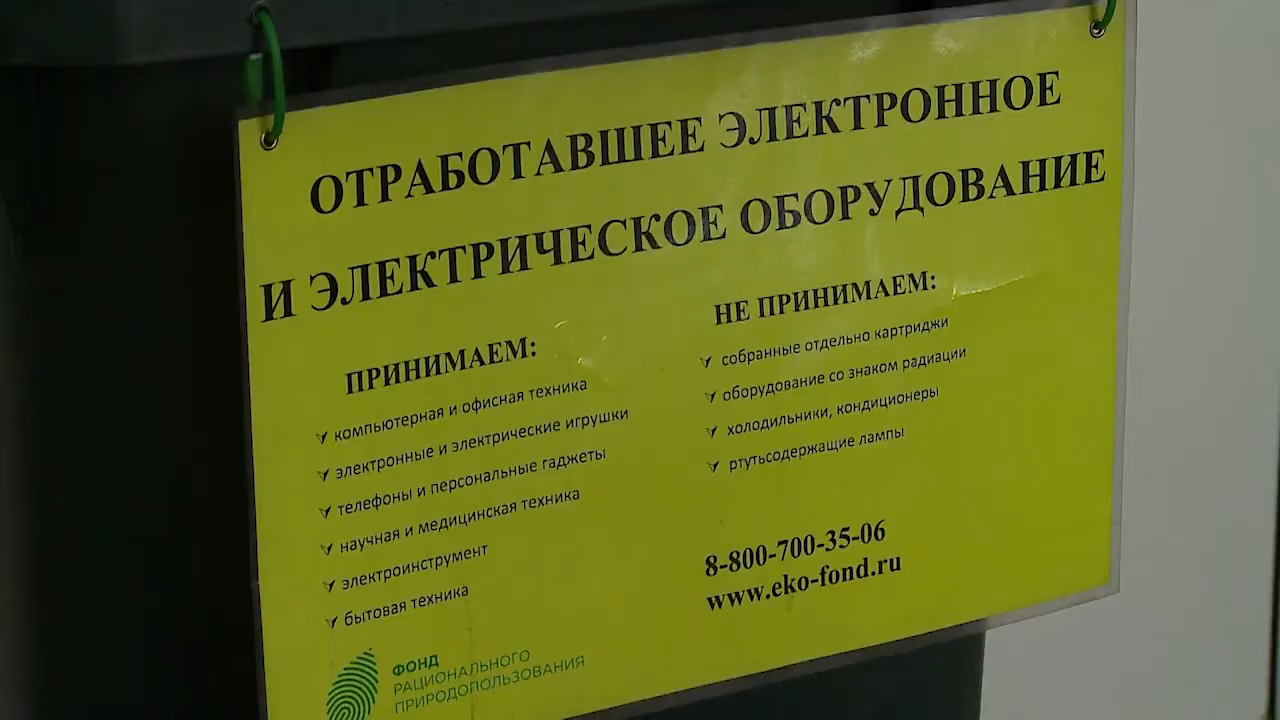 ОТРАБОТАВШЕЕ ЭЛЕКТРОННОЕ
И ЭЛЕКТРИЧЕСКОЕ ОБОРУДОВАНИЕ
ПРИНИМАЕМ:
компьютерная и офисная техника
электронные и электрические игрушки
телефоны и персональные гаджеты
научная и медицинская техника
электроинструмент
бытовая техника
НЕ ПРИНИМАЕМ:
собранные отдельно картриджи
оборудование со знаком радиации
холодильники, кондиционеры
ртутьсодержащие лампы
8-800-700-35-06
www.eko-fond.ru
ФОНД
РАЦИОНАЛЬНОГО
ПРИРОДОПОЛЬЗОВАНИЯ